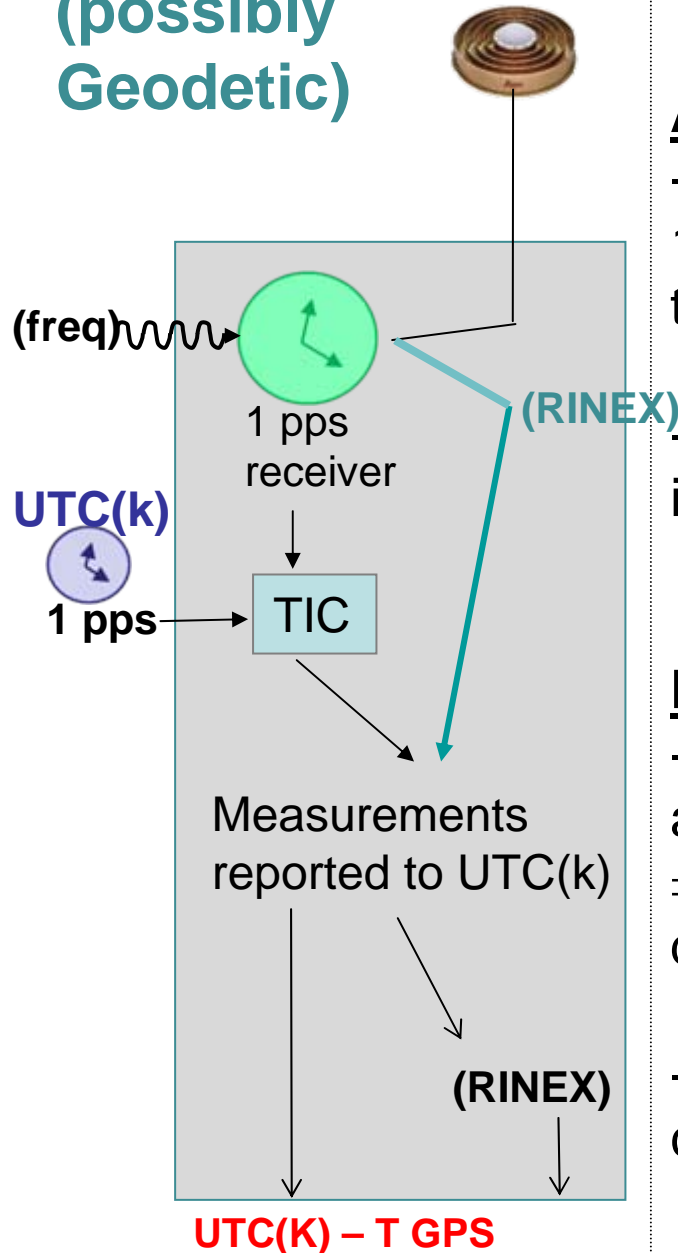 (possibly
Geodetic)
(freq)
1 pps
receiver
(RINEX)
UTC(k)
1 pps
TIC
Measurements
reported to UTC(k)
(RINEX)
UTC(K) – T GPS